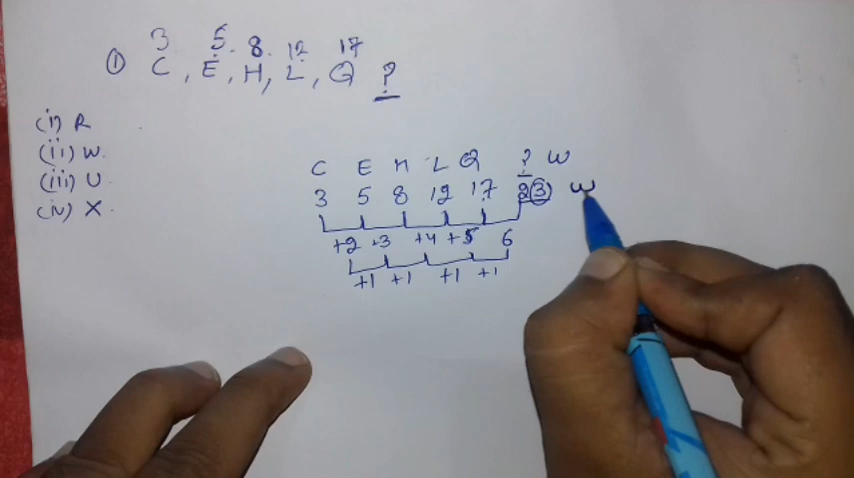 3 5. 8. 12 17
① C, E, H, L, Q ?
(i) R
(ii) W.
(iii) U
(iv) X.
C E H L Q ? W
3 5 8 12 17 23 W
+2 +3 +4 +5 6
+1 +1 +1 +1